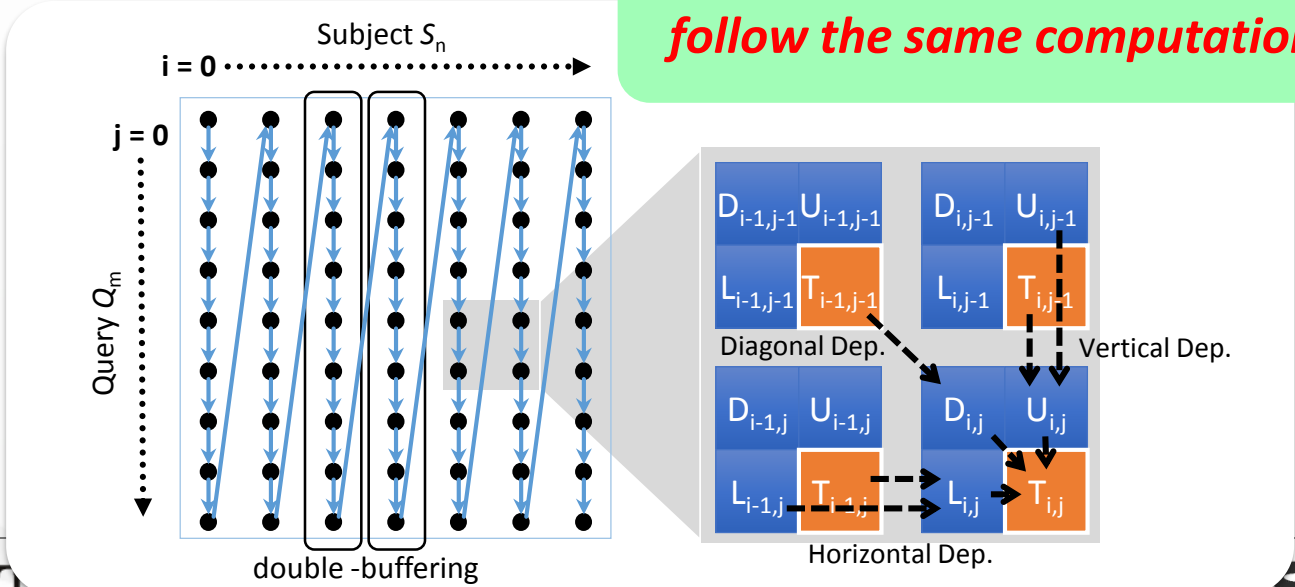 follow the same computation
Subject Sn
i = 0
j = 0
Query Qm
double -buffering
Di-1,j-1 Ui-1,j-1
Li-1,j-1 Ti-1,j-1
Di,j-1 Ui,j-1
Li,j-1 Ti,j-1
Diagonal Dep.
Vertical Dep.
Di-1,j Ui-1,j
Li-1,j Ti-1,j
Di,j Ui,j
Li,j Ti,j
Horizontal Dep.